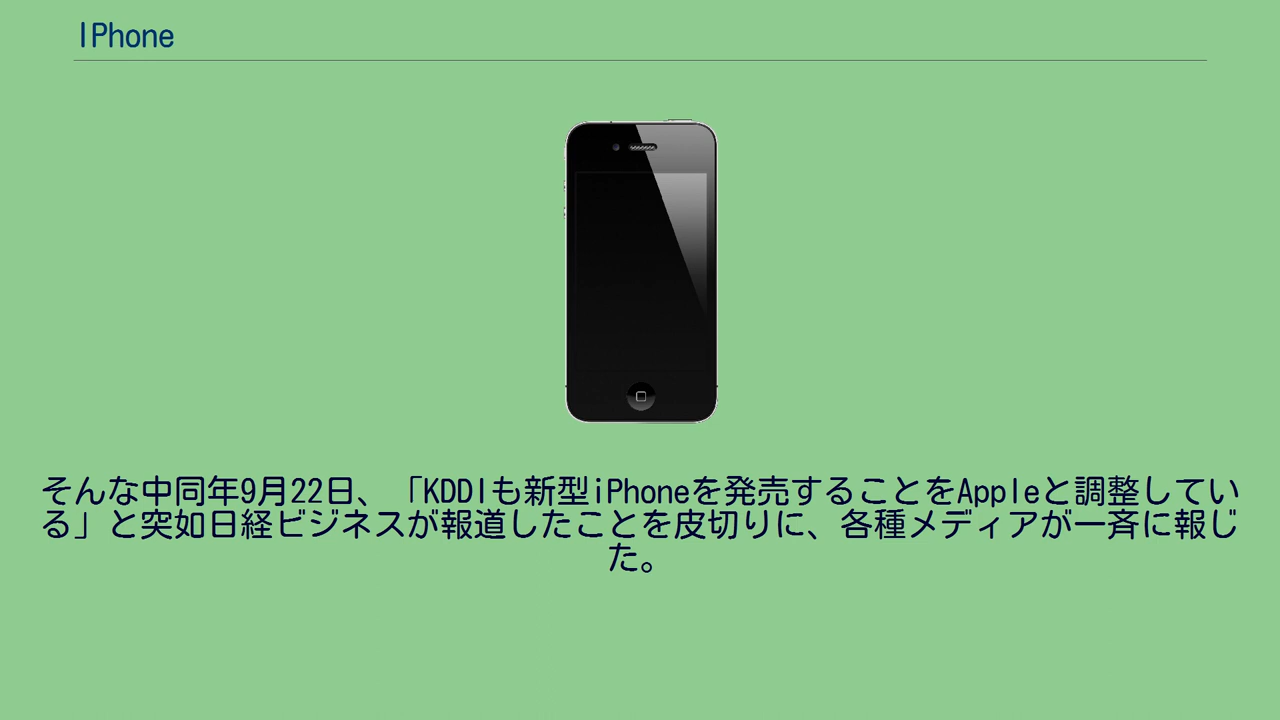 IPhone
そんな中同年9月22日、「KDDIも新型iPhoneを発売することをAppleと調整してい
る」と突如日経ビジネスが報道したことを皮切りに、各種メディアが一斉に報じ
た。